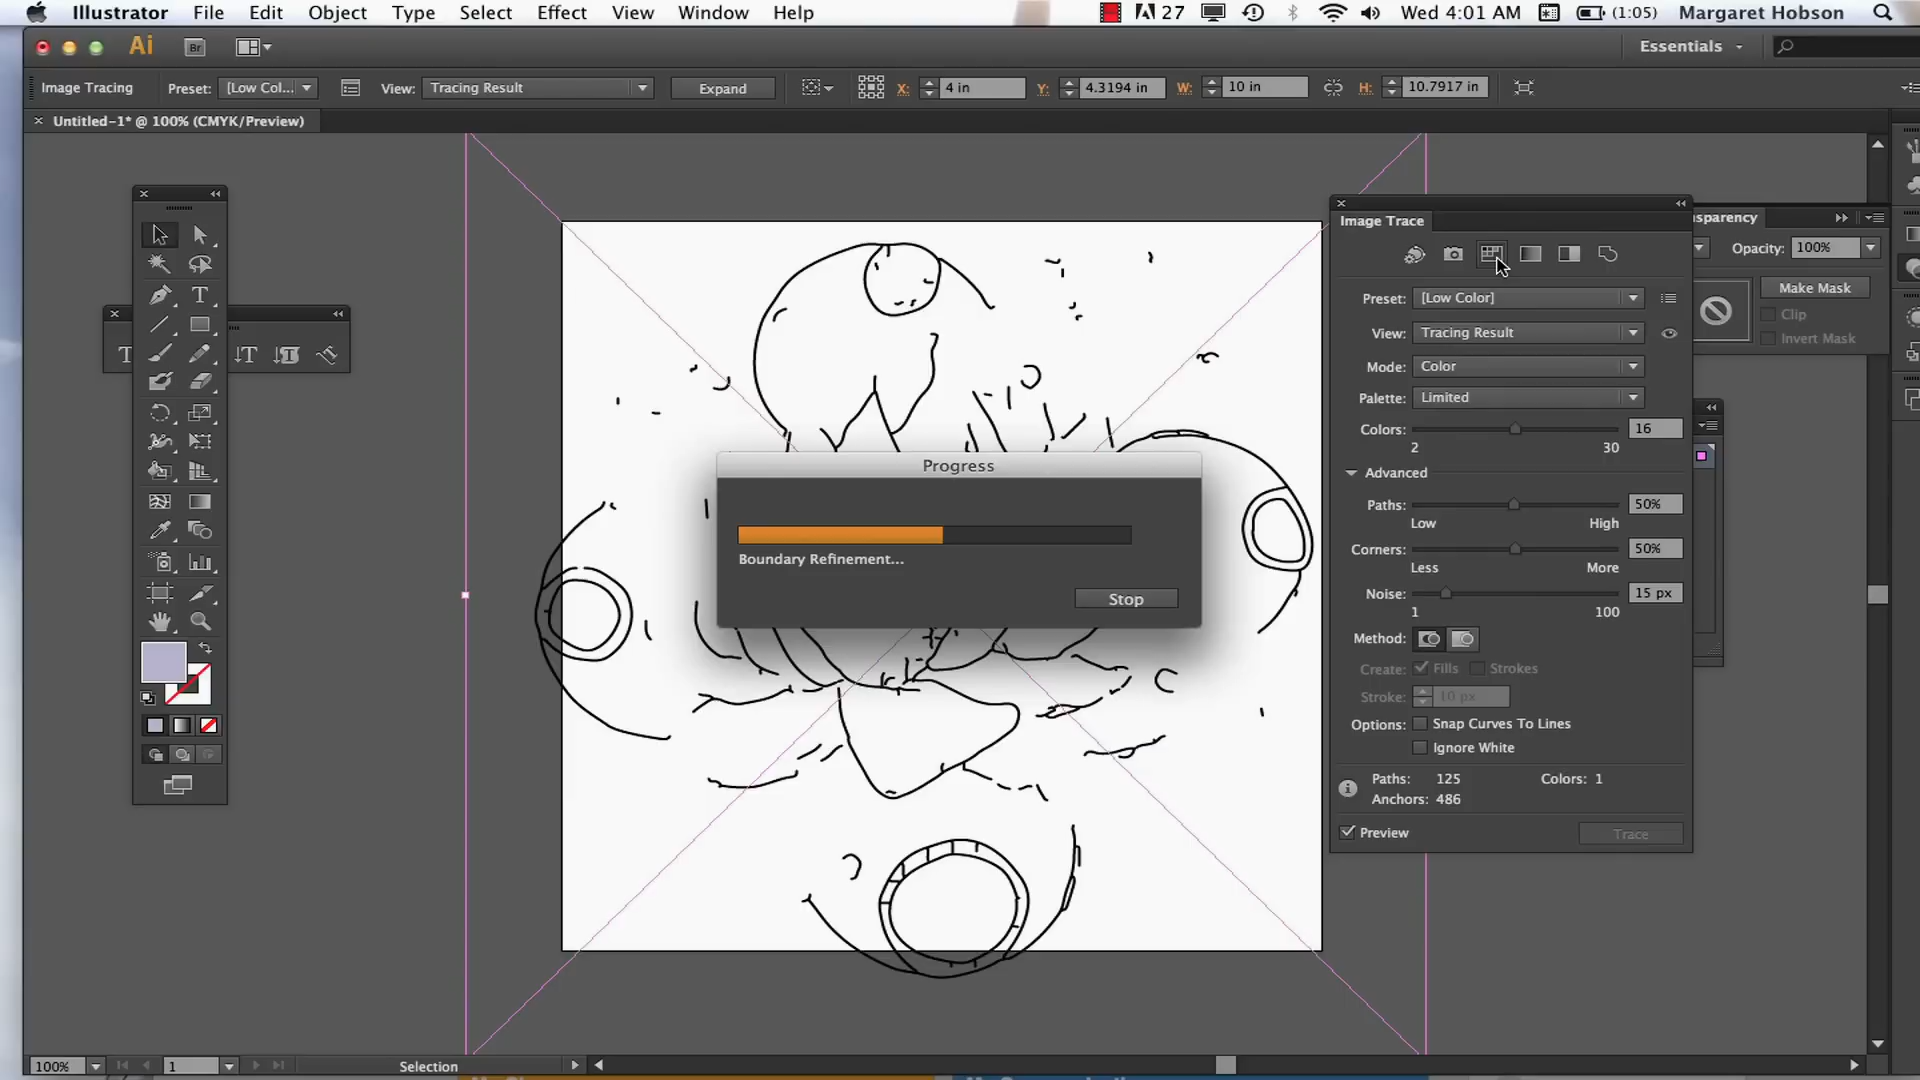 Illustrator File Edit Object Type Select Effect View Window Help 27 Wed 4:01 AM (1:05) Margaret Hobson
Ai Br Essentials
Image Tracing Preset: [Low Col... View: Tracing Result Expand X: 4 in Y: 4.3194 in W: 10 in H: 10.7917 in
Untitled-1* @ 100% (CMYK/Preview)
Image Trace
sparency
Opacity: 100%
Make Mask
Clip
Invert Mask
Preset: [Low Color]
View: Tracing Result
Mode: Color
Palette: Limited
Colors: 16
2 30
Advanced
Paths: 50%
Low High
Corners: 50%
Less More
Noise: 15 px
1 100
Method:
Create: Fills Strokes
Stroke: 10 px
Options: Snap Curves To Lines
Ignore White
Paths: 125 Colors: 1
Anchors: 486
Preview Trace
Progress
Boundary Refinement...
Stop
100% 1 Selection